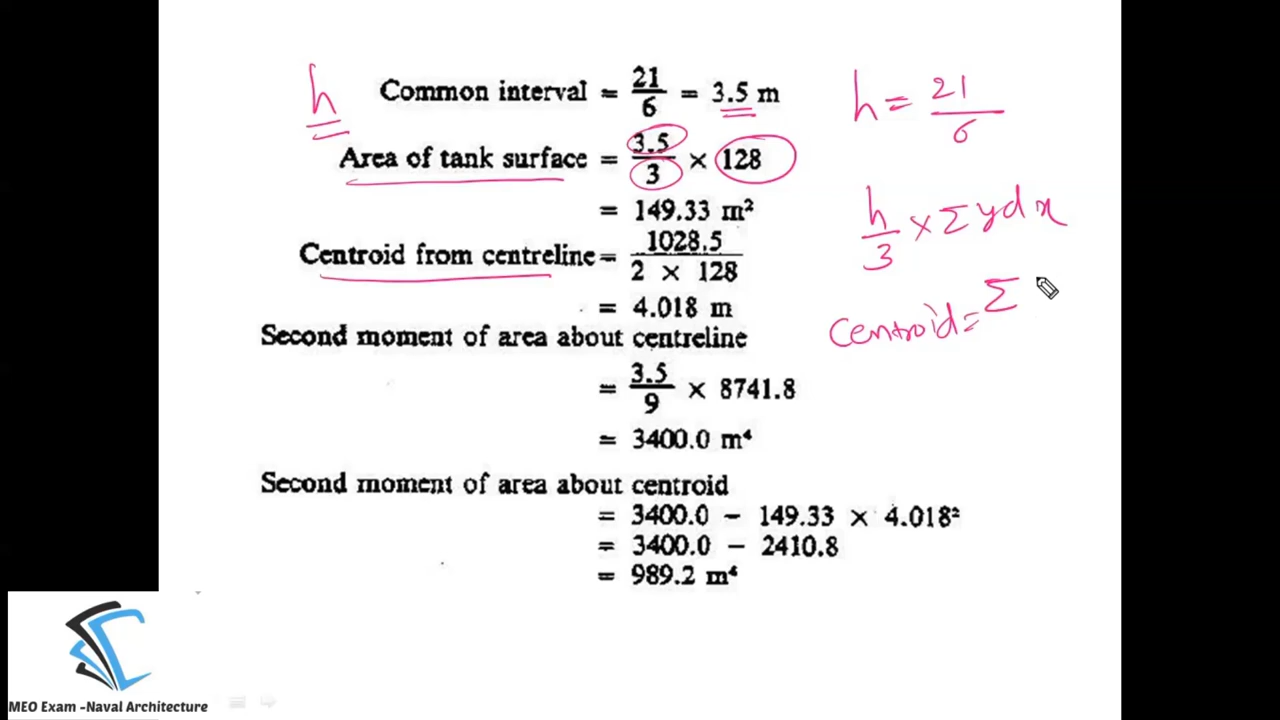 h Common interval = 21/6 = 3.5 m h = 21/6
Area of tank surface = 3.5/3 × 128
= 149.33 m² h/3 × Σ y d x
Centroid from centreline = 1028.5 / 2 × 128
= 4.018 m centroid = Σ
Second moment of area about centreline
= 3.5/9 × 8741.8
= 3400.0 m⁴
Second moment of area about centroid
= 3400.0 − 149.33 × 4.018²
= 3400.0 − 2410.8
= 989.2 m⁴
MEO Exam -Naval Architecture